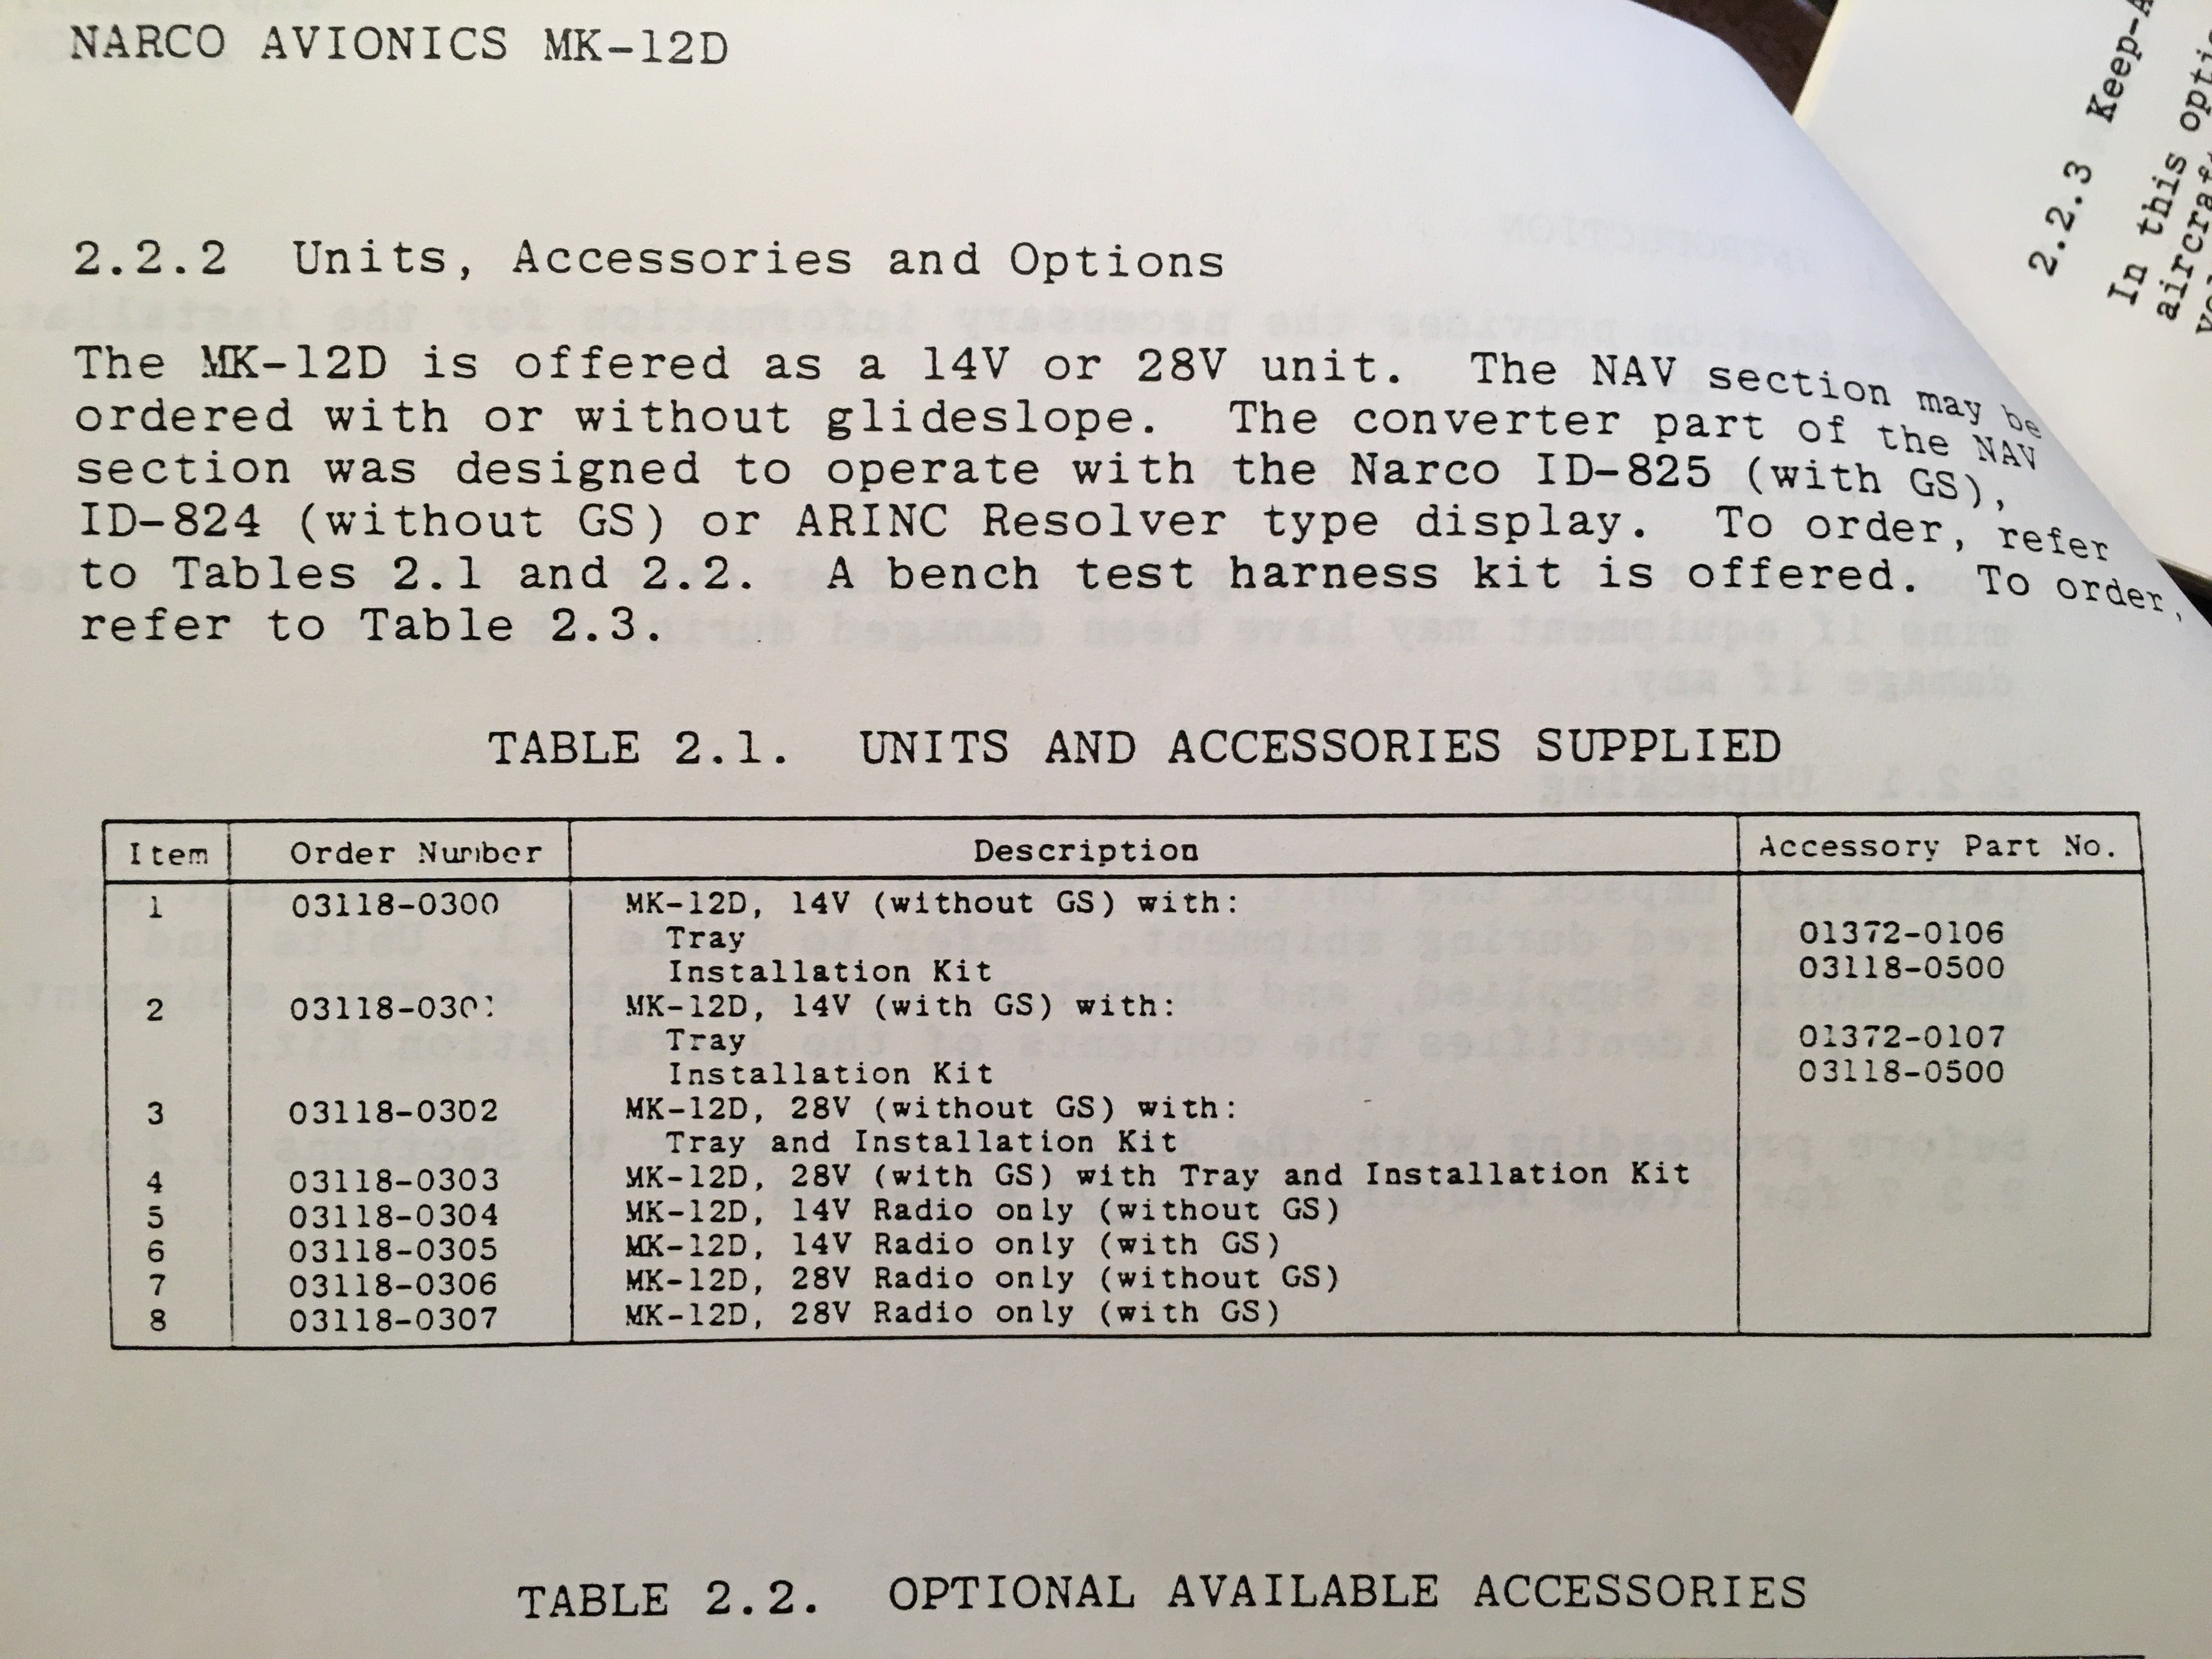 NARCO AVIONICS MK-12D
2.2.2 Units, Accessories and Options
The MK-12D is offered as a 14V or 28V unit. The NAV section may be
ordered with or without glideslope. The converter part of the NAV
section was designed to operate with the Narco ID-825 (with GS),
ID-824 (without GS) or ARINC Resolver type display. To order, refer
to Tables 2.1 and 2.2. A bench test harness kit is offered. To order,
refer to Table 2.3.
TABLE 2.1. UNITS AND ACCESSORIES SUPPLIED
Item Order Number Description Accessory Part No.
1 03118-0300 MK-12D, 14V (without GS) with:
Tray 01372-0106
Installation Kit 03118-0500
2 MK-12D, 14V (with GS) with:
Tray 01372-0107
Installation Kit 03118-0500
3 03118-0302 MK-12D, 28V (without GS) with:
Tray and Installation Kit
4 03118-0303 MK-12D, 28V (with GS) with Tray and Installation Kit
5 03118-0304 MK-12D, 14V Radio only (without GS)
6 03118-0305 MK-12D, 14V Radio only (with GS)
7 03118-0306 MK-12D, 28V Radio only (without GS)
8 03118-0307 MK-12D, 28V Radio only (with GS)
TABLE 2.2. OPTIONAL AVAILABLE ACCESSORIES
2.2.3 Keep-A
In this opti
aircraf